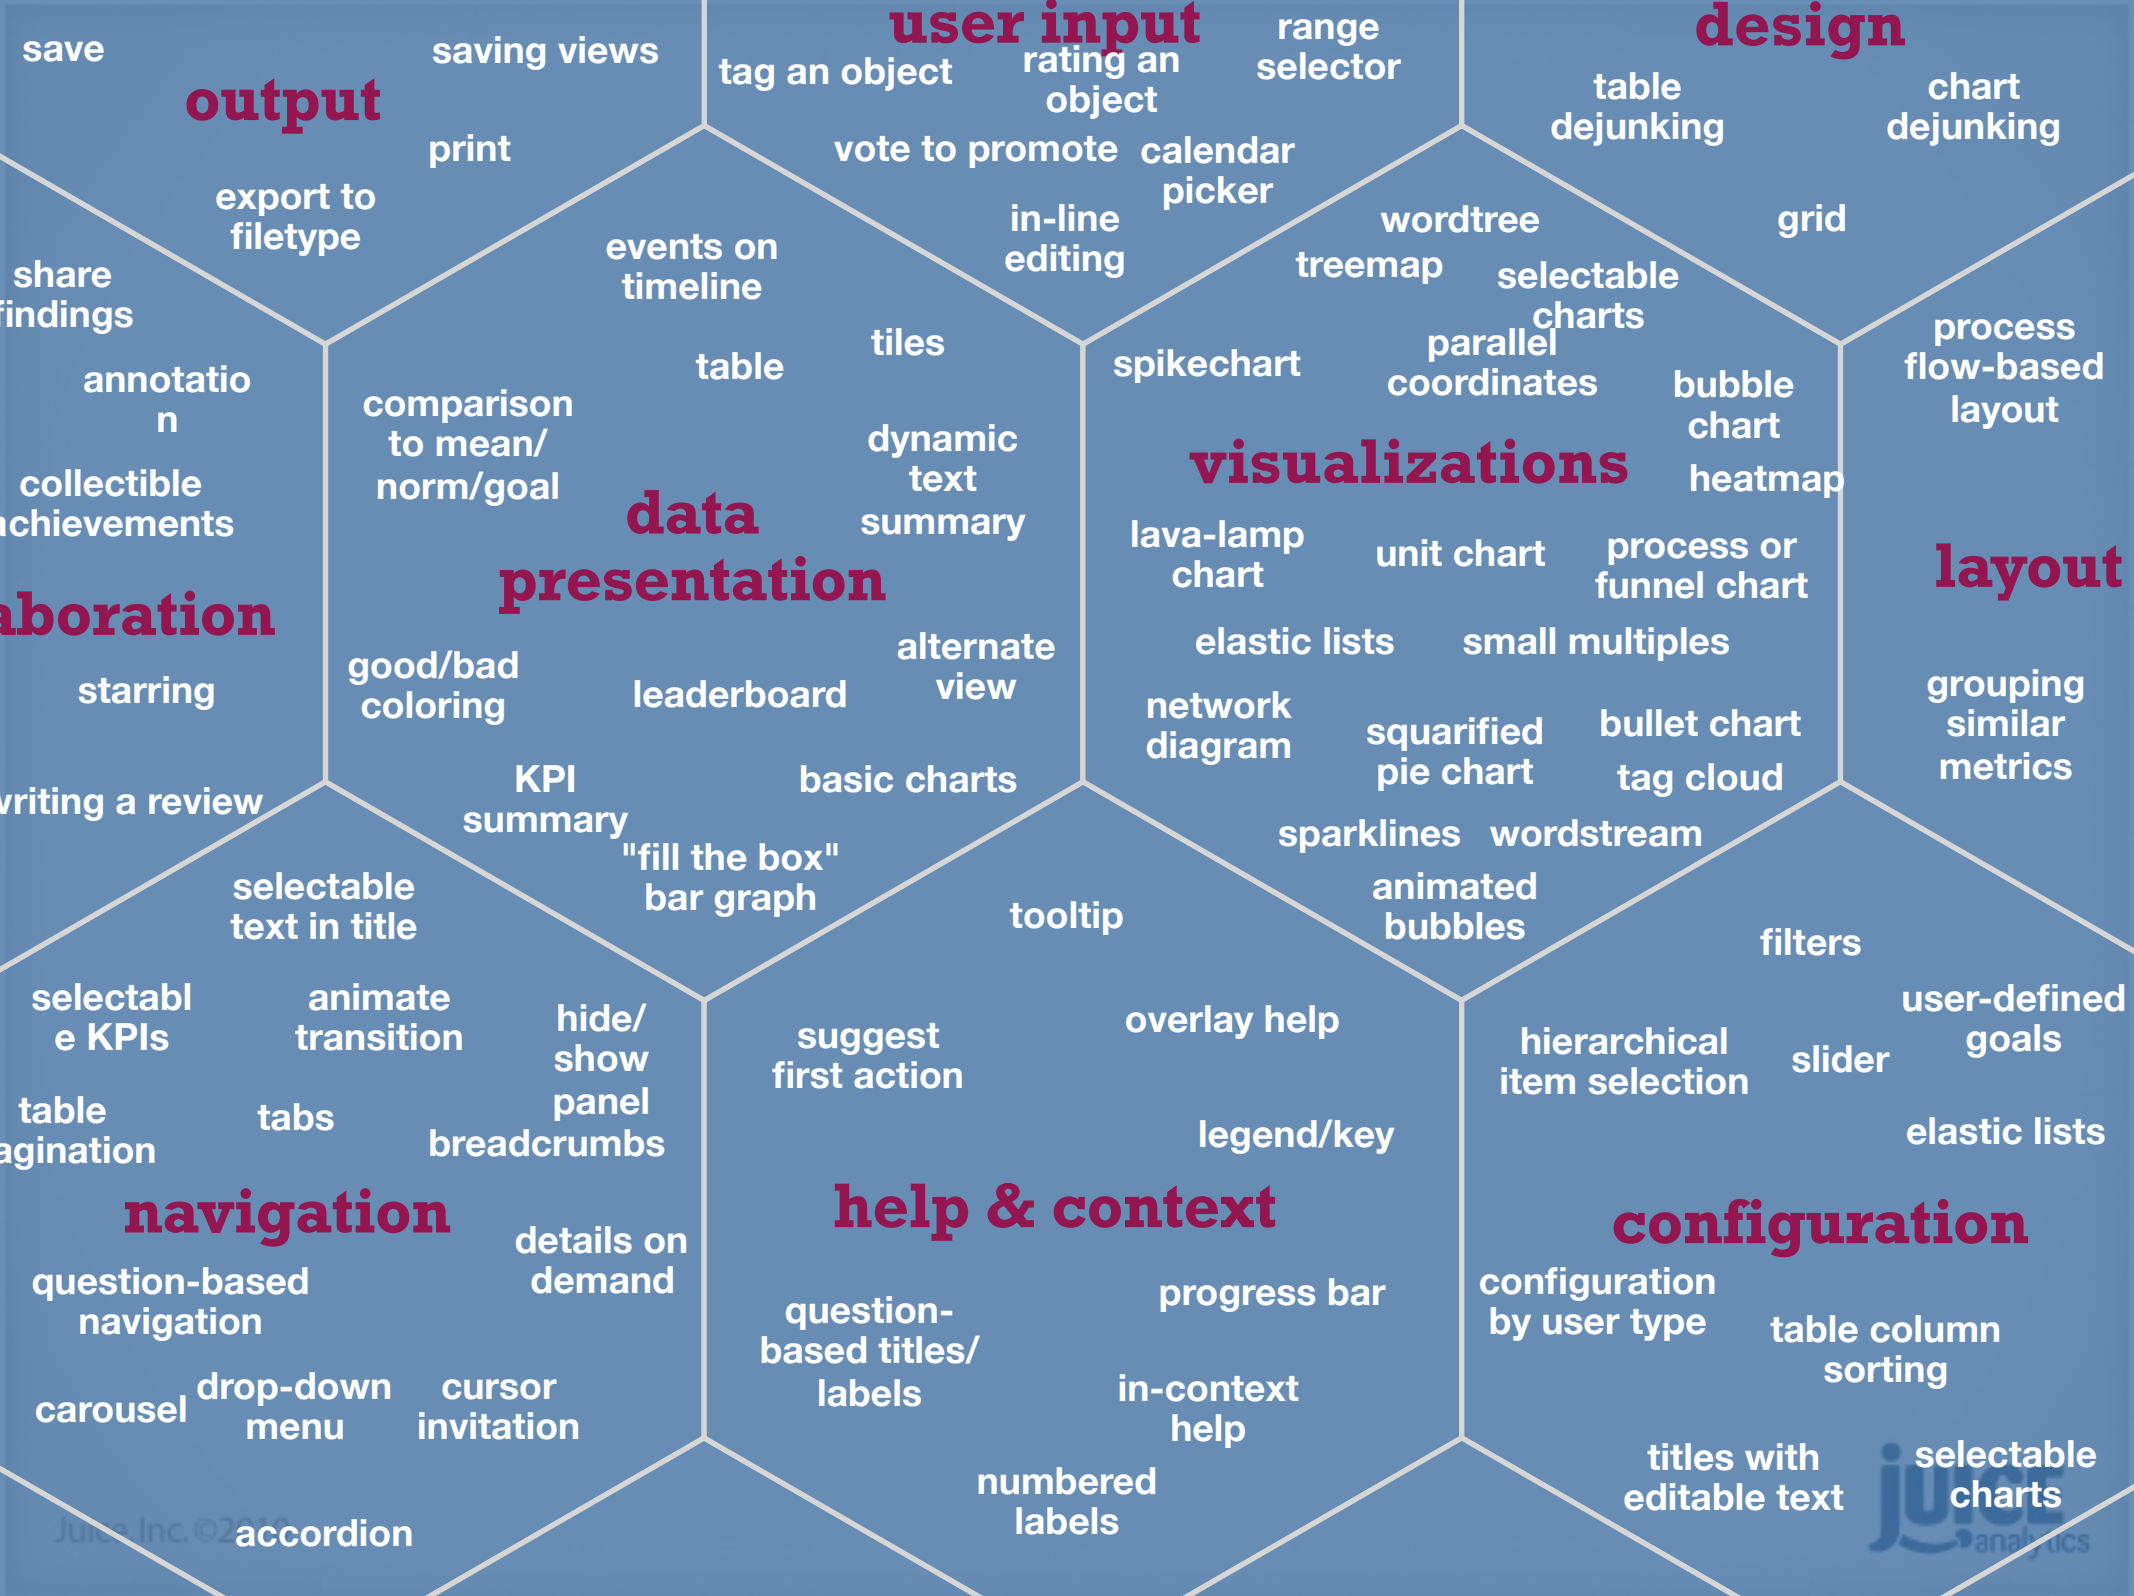 save
saving views
output
print
export to
filetype
user input
tag an object
rating an
object
range
selector
vote to promote
calendar
picker
in-line
editing
design
table
dejunking
chart
dejunking
grid
share
findings
annotatio
n
collectible
achievements
aboration
starring
writing a review
events on
timeline
tiles
table
comparison
to mean/
norm/goal
dynamic
text
summary
data
presentation
good/bad
coloring
leaderboard
alternate
view
KPI
summary
basic charts
"fill the box"
bar graph
wordtree
treemap
selectable
charts
spikechart
parallel
coordinates
bubble
chart
visualizations
heatmap
lava-lamp
chart
unit chart
process or
funnel chart
elastic lists
small multiples
network
diagram
squarified
pie chart
bullet chart
tag cloud
sparklines
wordstream
animated
bubbles
process
flow-based
layout
layout
grouping
similar
metrics
selectable
text in title
selectabl
e KPIs
animate
transition
hide/
show
panel
table
agination
tabs
breadcrumbs
navigation
details on
demand
question-based
navigation
carousel
drop-down
menu
cursor
invitation
accordion
tooltip
suggest
first action
overlay help
legend/key
help & context
progress bar
question-
based titles/
labels
in-context
help
numbered
labels
filters
user-defined
goals
hierarchical
item selection
slider
elastic lists
configuration
configuration
by user type
table column
sorting
titles with
editable text
selectable
charts
Juice.Inc. ©
juice
analytics